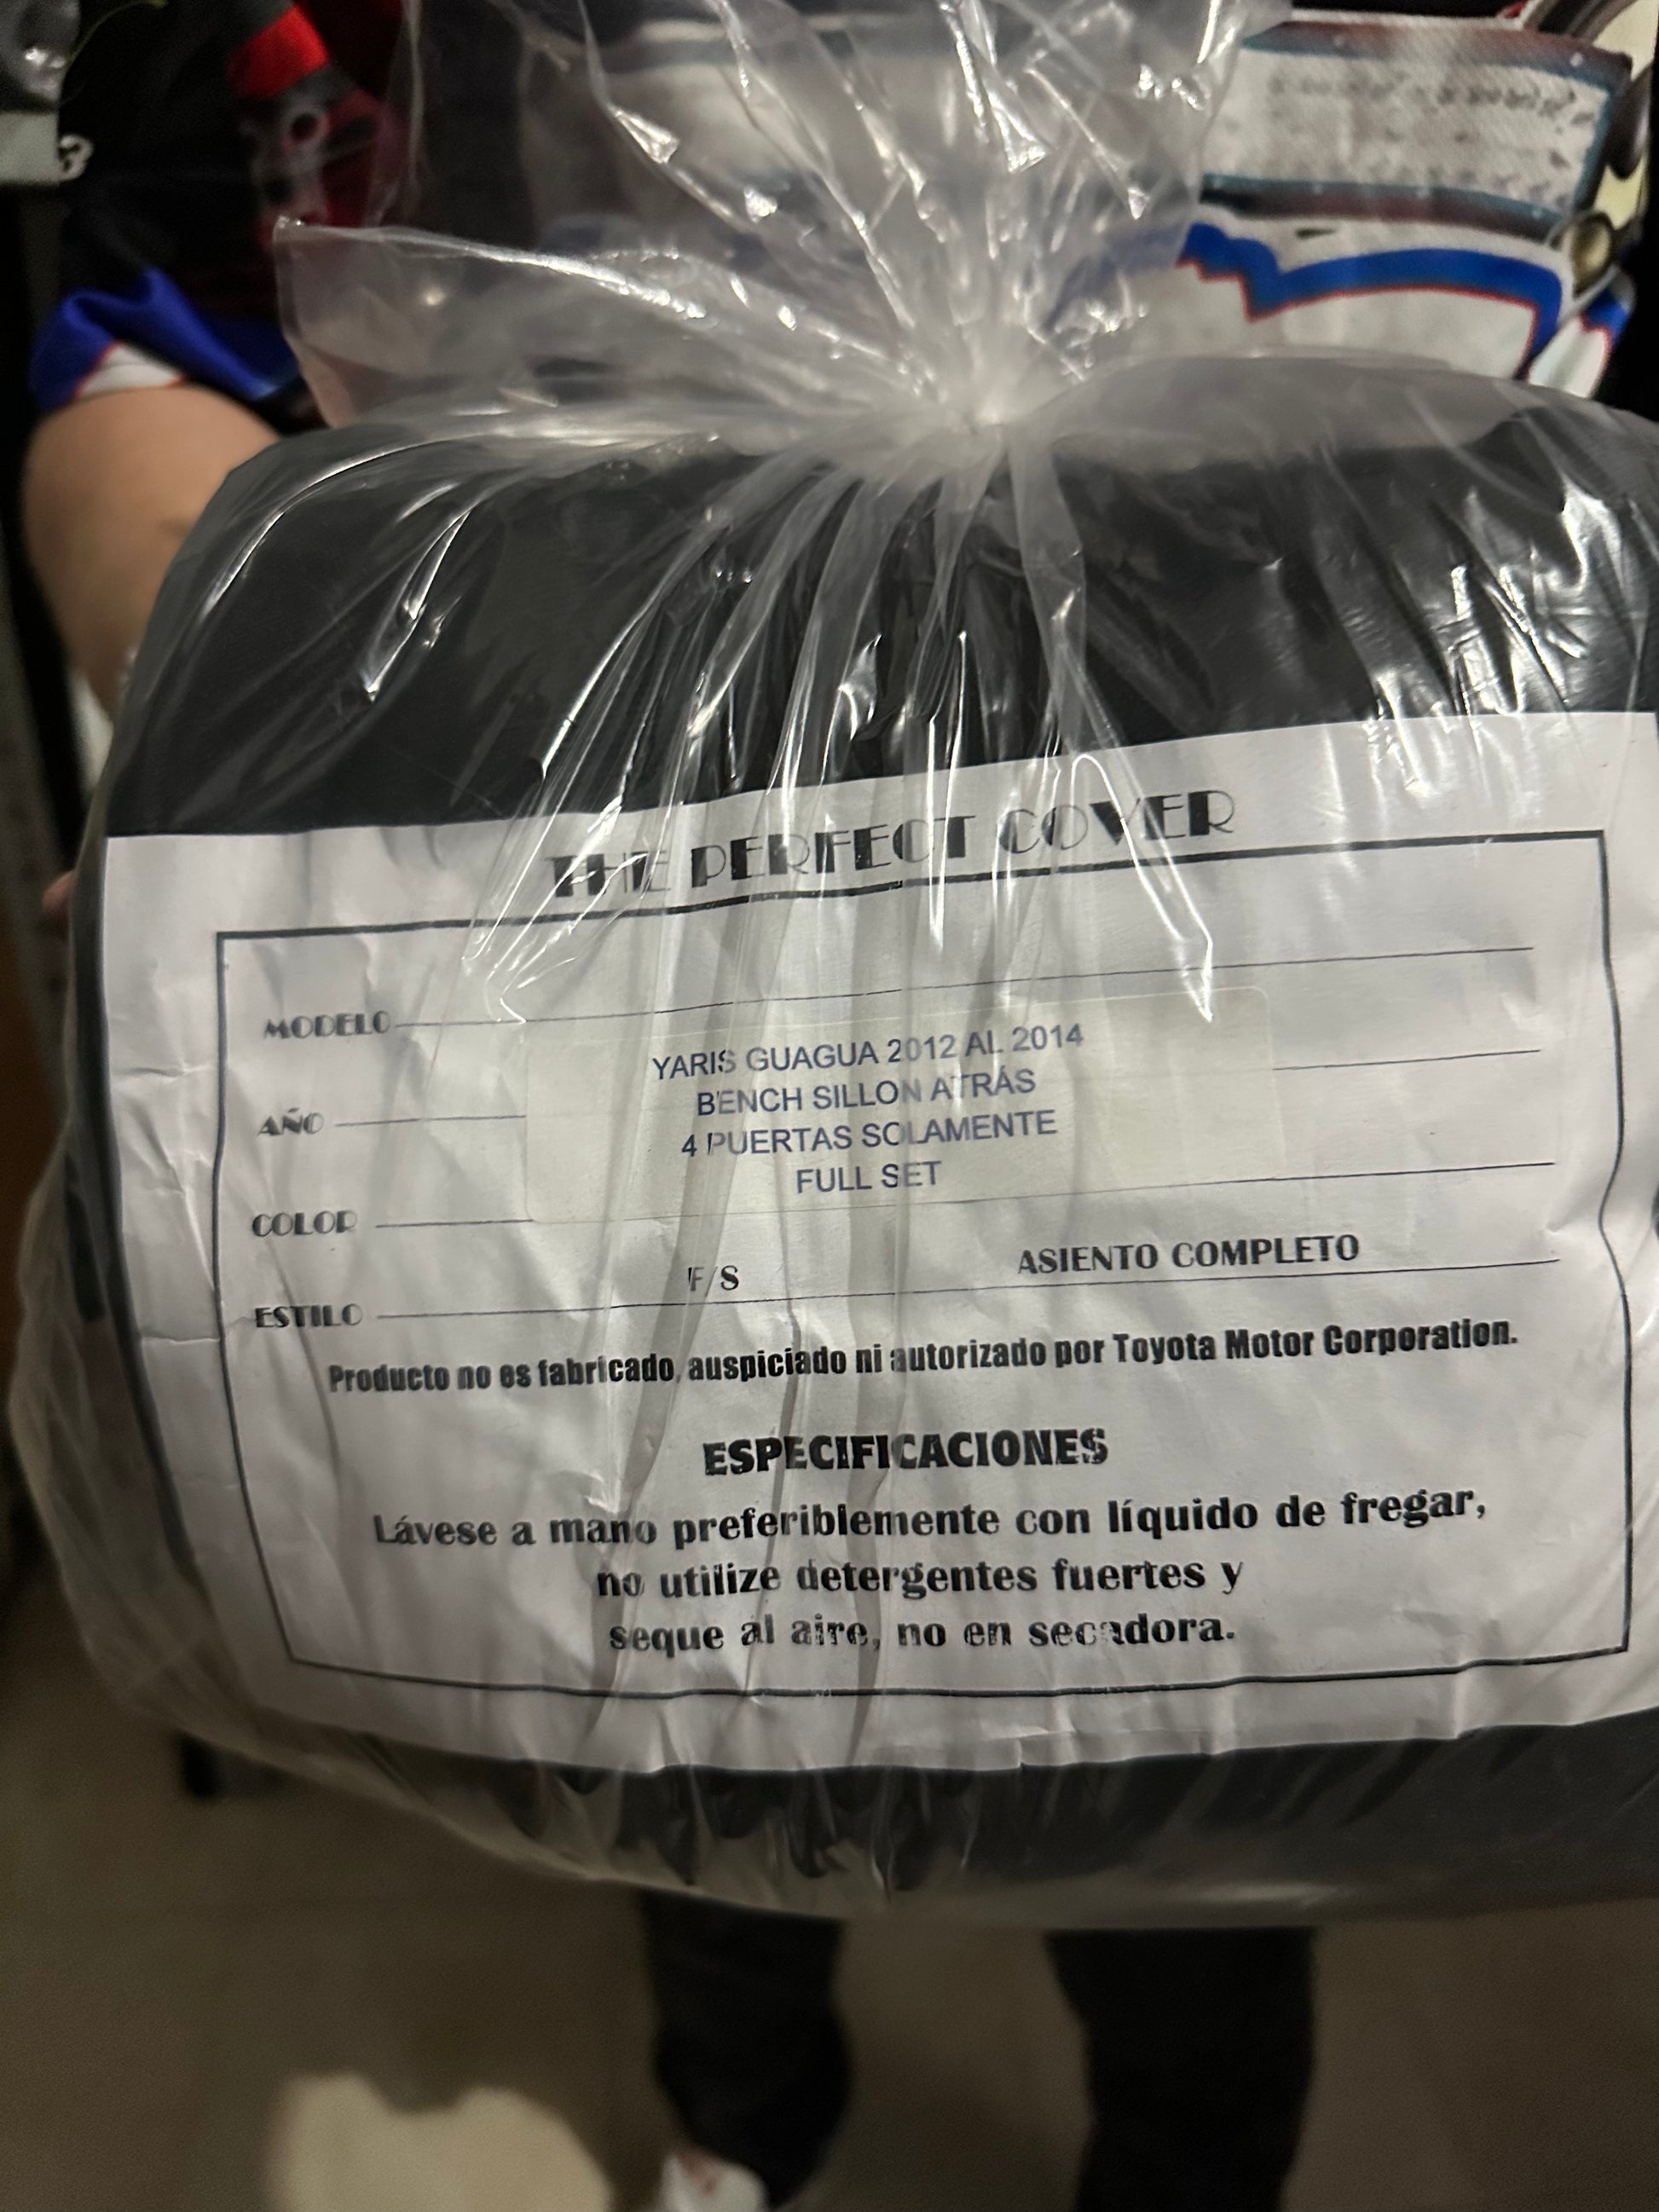 THE PERFECT COVER
MODELO
YARIS GUAGUA 2012 AL 2014
BENCH SILLON ATRÁS
AÑO
4 PUERTAS SOLAMENTE
FULL SET
COLOR
F/S ASIENTO COMPLETO
ESTILO
Producto no es fabricado, auspiciado ni autorizado por Toyota Motor Corporation.
ESPECIFICACIONES
Lávese a mano preferiblemente con líquido de fregar,
no utilize detergentes fuertes y
seque al aire, no en secadora.